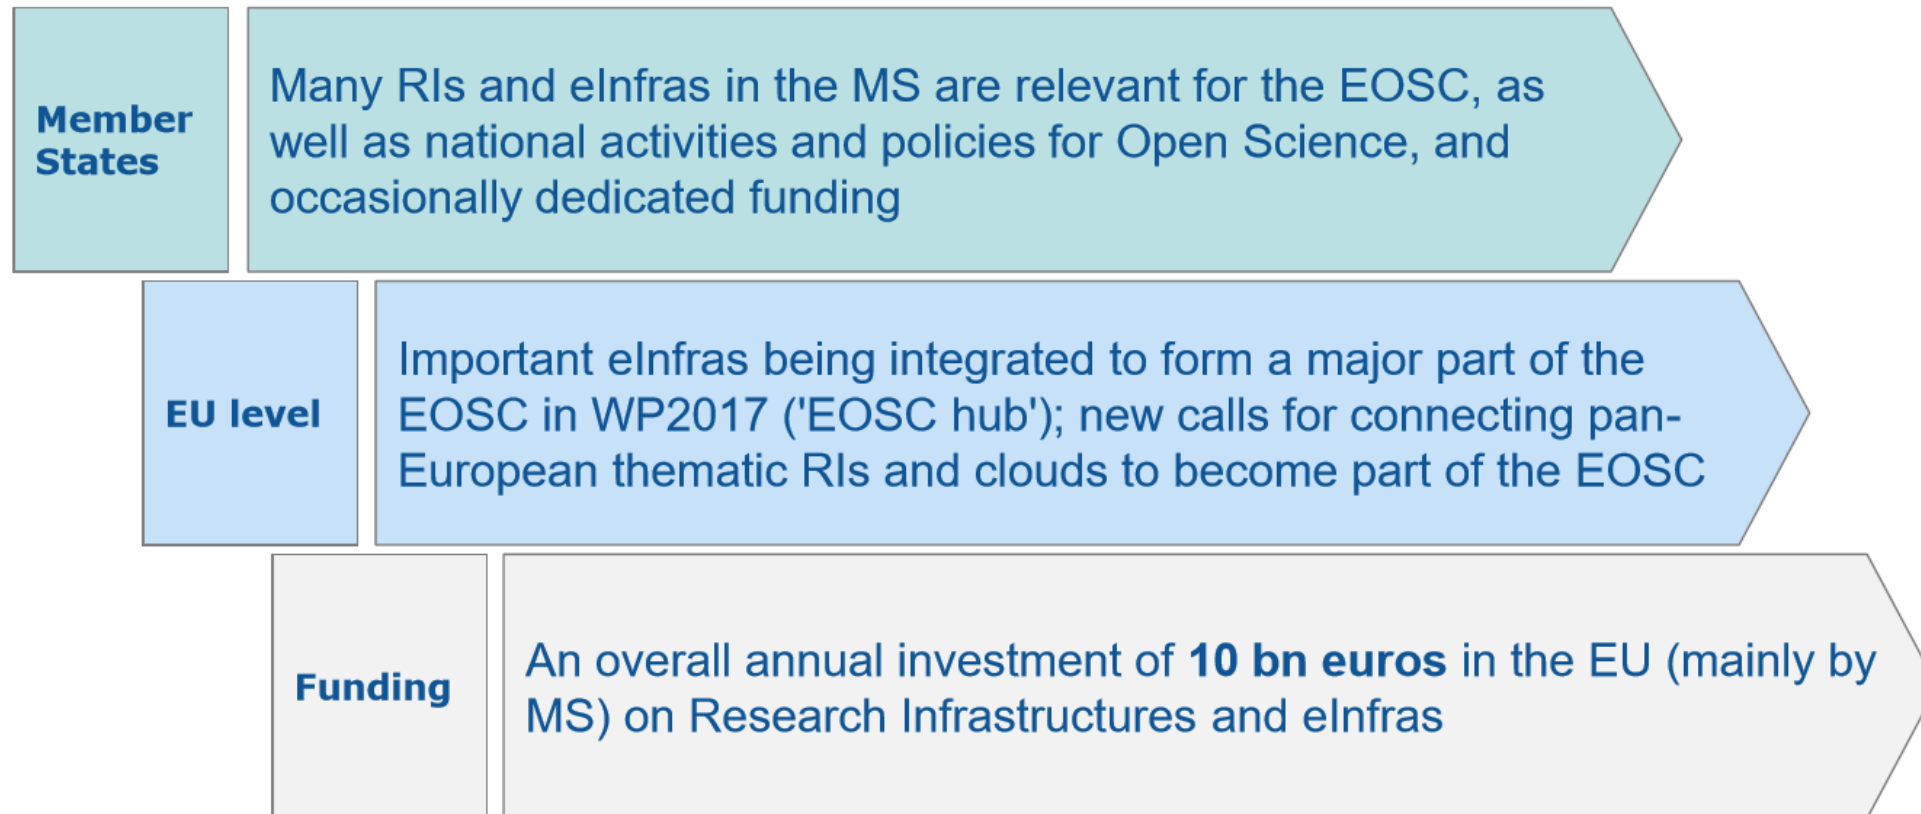 Member
States
Many RIs and eInfras in the MS are relevant for the EOSC, as
well as national activities and policies for Open Science, and
occasionally dedicated funding
EU level
Important eInfras being integrated to form a major part of the
EOSC in WP2017 ('EOSC hub'); new calls for connecting pan-
European thematic RIs and clouds to become part of the EOSC
Funding
An overall annual investment of 10 bn euros in the EU (mainly by
MS) on Research Infrastructures and eInfras